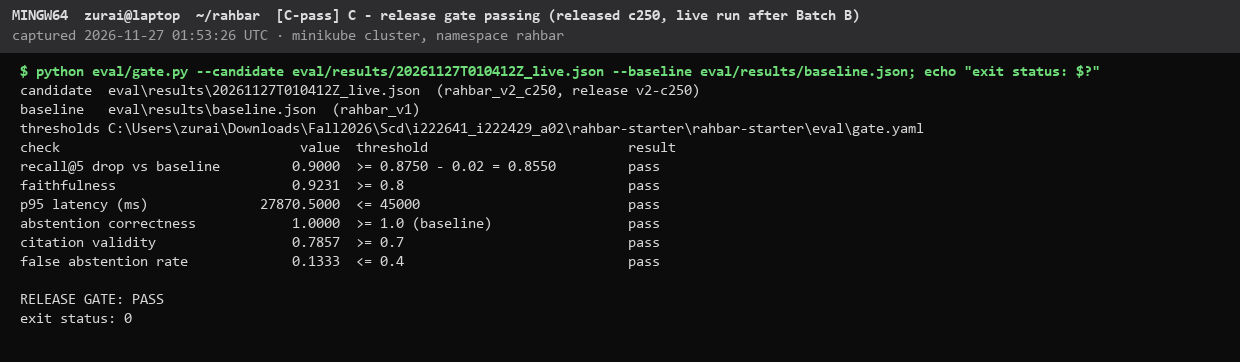 MINGW64  zurai@laptop  ~/rahbar  [C-pass] C - release gate passing (released c250, live run after Batch B)
captured 2026-11-27 01:53:26 UTC · minikube cluster, namespace rahbar
$ python eval/gate.py --candidate eval/results/20261127T010412Z_live.json --baseline eval/results/baseline.json; echo "exit status: $?"
candidate  eval\results\20261127T010412Z_live.json  (rahbar_v2_c250, release v2-c250)
baseline   eval\results\baseline.json  (rahbar_v1)
thresholds C:\Users\zurai\Downloads\Fall2026\Scd\i222641_i222429_a02\rahbar-starter\rahbar-starter\eval\gate.yaml
check                              value  threshold                         result
recall@5 drop vs baseline         0.9000  >= 0.8750 - 0.02 = 0.8550         pass
faithfulness                      0.9231  >= 0.8                            pass
p95 latency (ms)              27870.5000  <= 45000                          pass
abstention correctness            1.0000  >= 1.0 (baseline)                 pass
citation validity                 0.7857  >= 0.7                            pass
false abstention rate             0.1333  <= 0.4                            pass
RELEASE GATE: PASS
exit status: 0